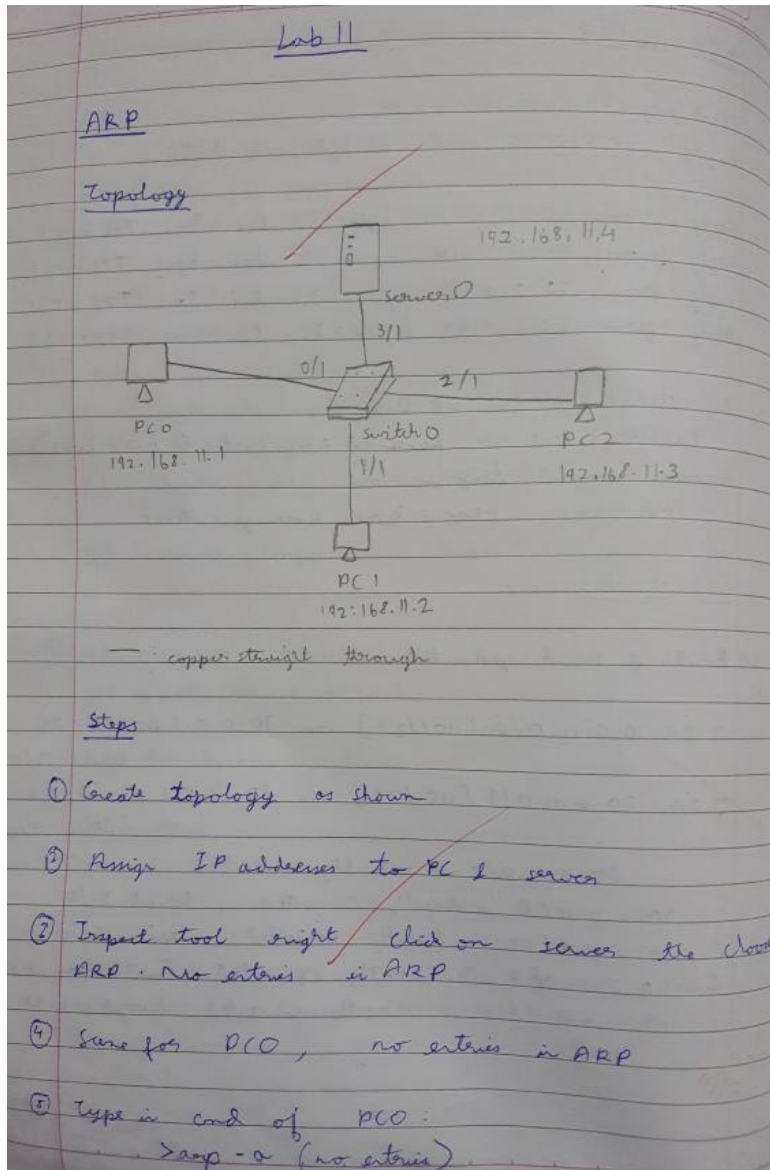 Lab 11
ARP
Topology
192.168.11.4
server0
3/1
0/1
2/1
PC0
switch0
PC2
192.168.11.1
1/1
192.168.11.3
PC1
192.168.11.2
— : copper straight through
Steps
① Create topology as shown
② Assign IP addresses to PC & server
③ Inspect tool right click on server the
ARP. No entries in ARP
④ Same for PC0, no entries in ARP
⑤ Type in cmd of PC0:
>arp -a (no entries)